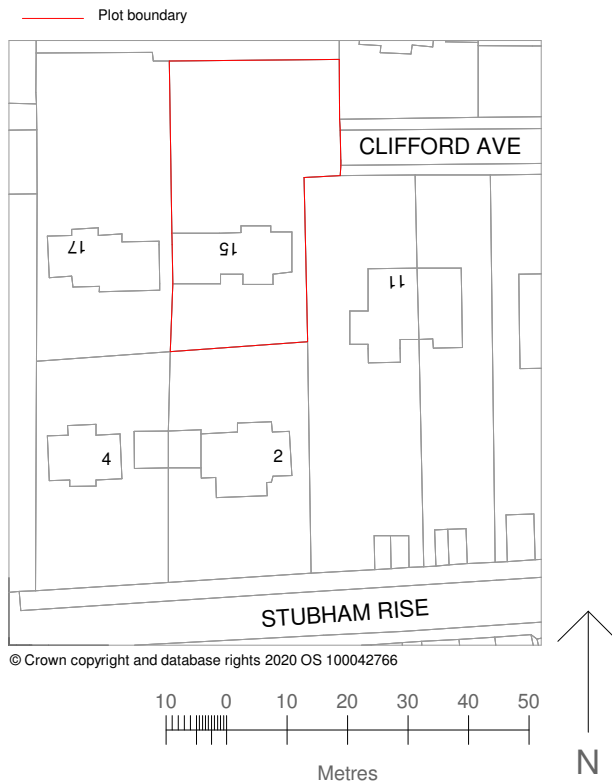 Plot boundary
CLIFFORD AVE
17
15
11
4
2
STUBHAM RISE
© Crown copyright and database rights 2020 OS 100042766
10 0 10 20 30 40 50
Metres
N